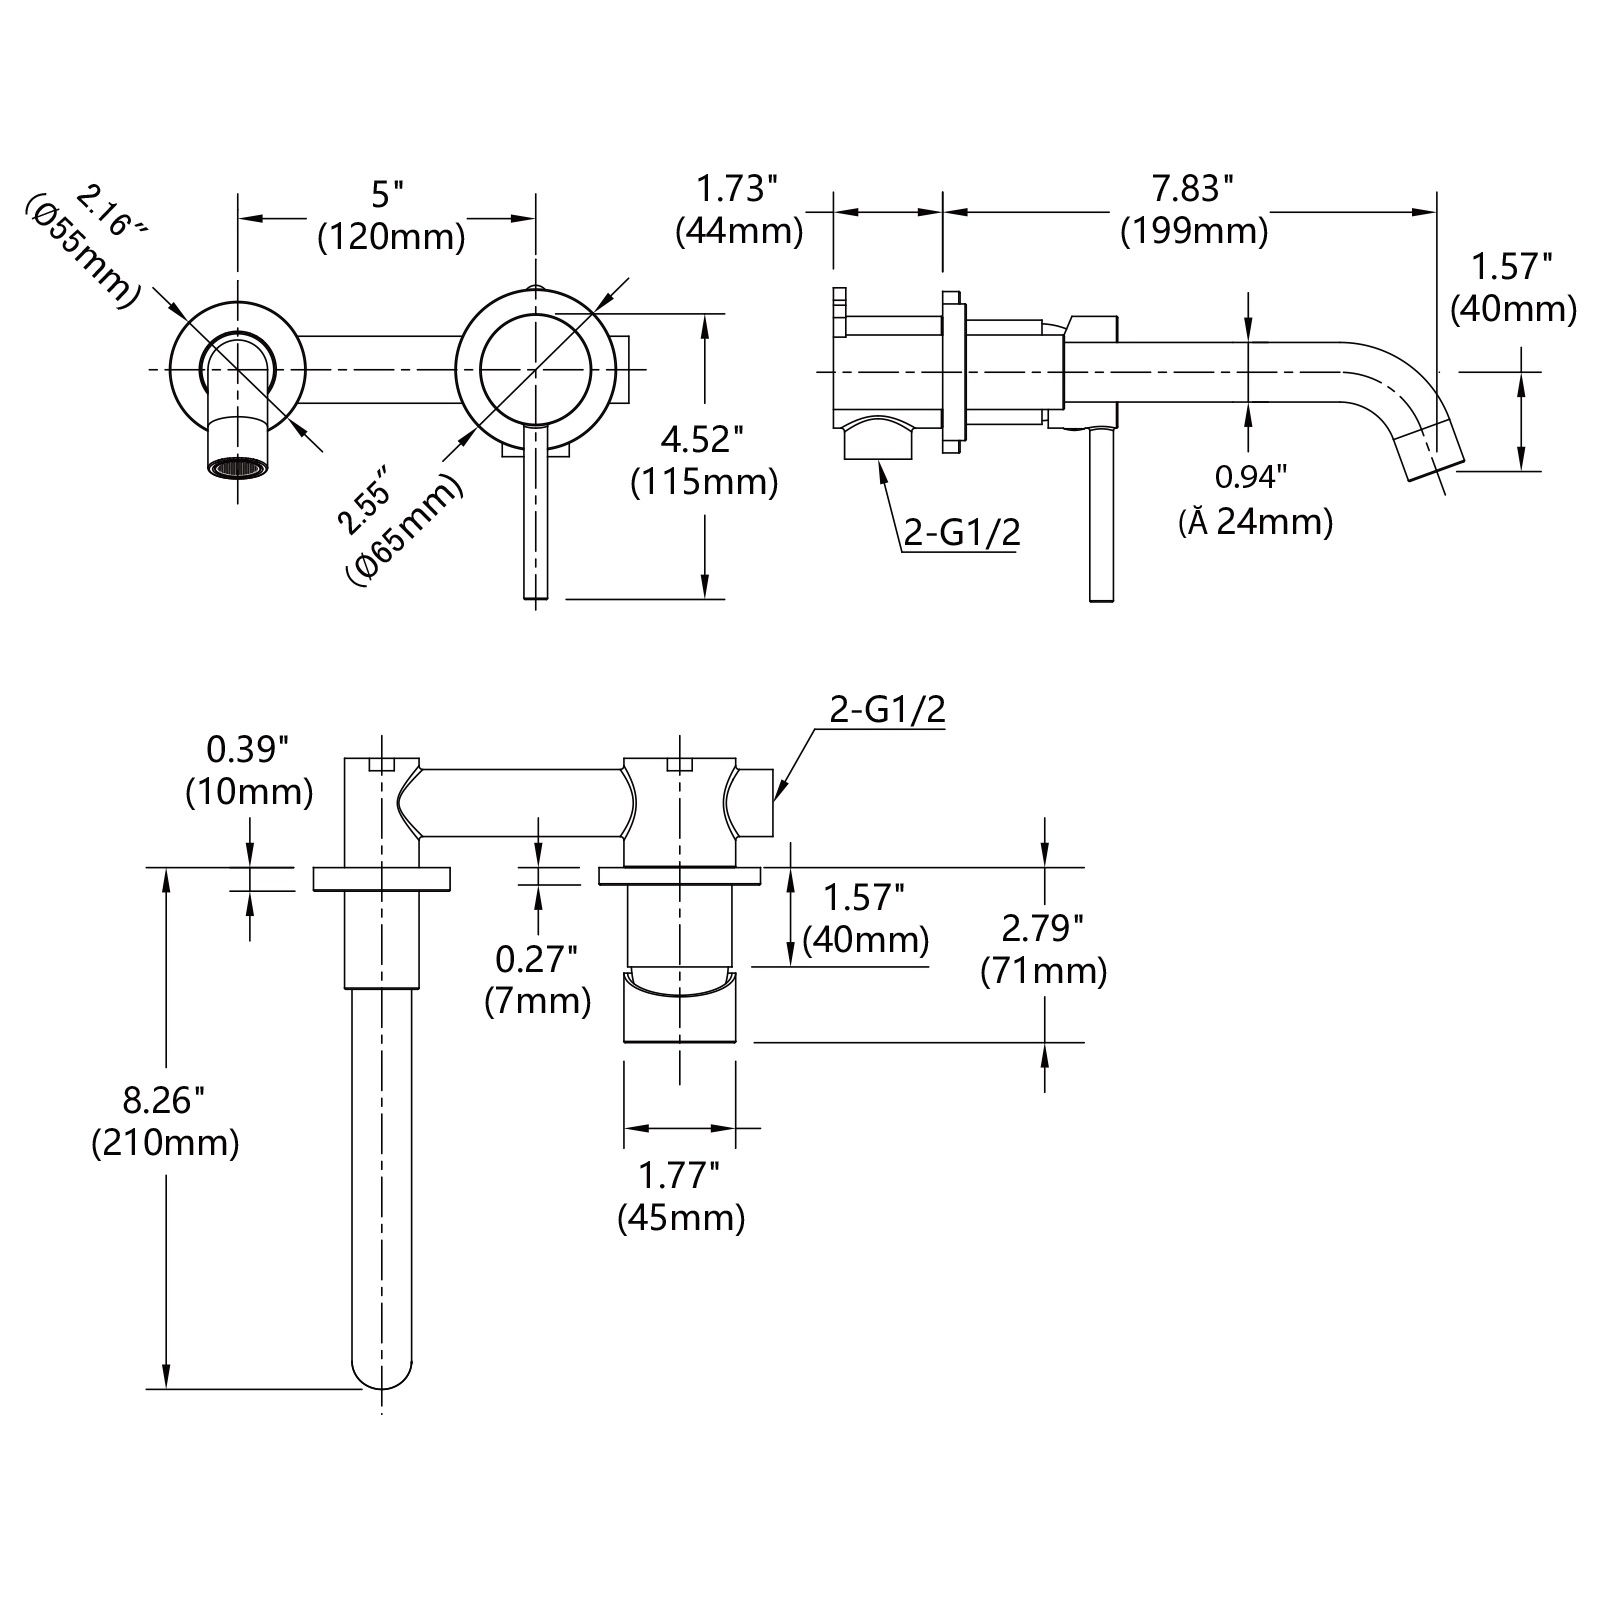 2.16"
(Ø55mm)
5"
(120mm)
1.73"
(44mm)
7.83"
(199mm)
1.57"
(40mm)
4.52"
(115mm)
2.55"
(Ø65mm)
2-G1/2
0.94"
(Ă 24mm)
2-G1/2
0.39"
(10mm)
1.57"
(40mm)
2.79"
(71mm)
0.27"
(7mm)
8.26"
(210mm)
1.77"
(45mm)